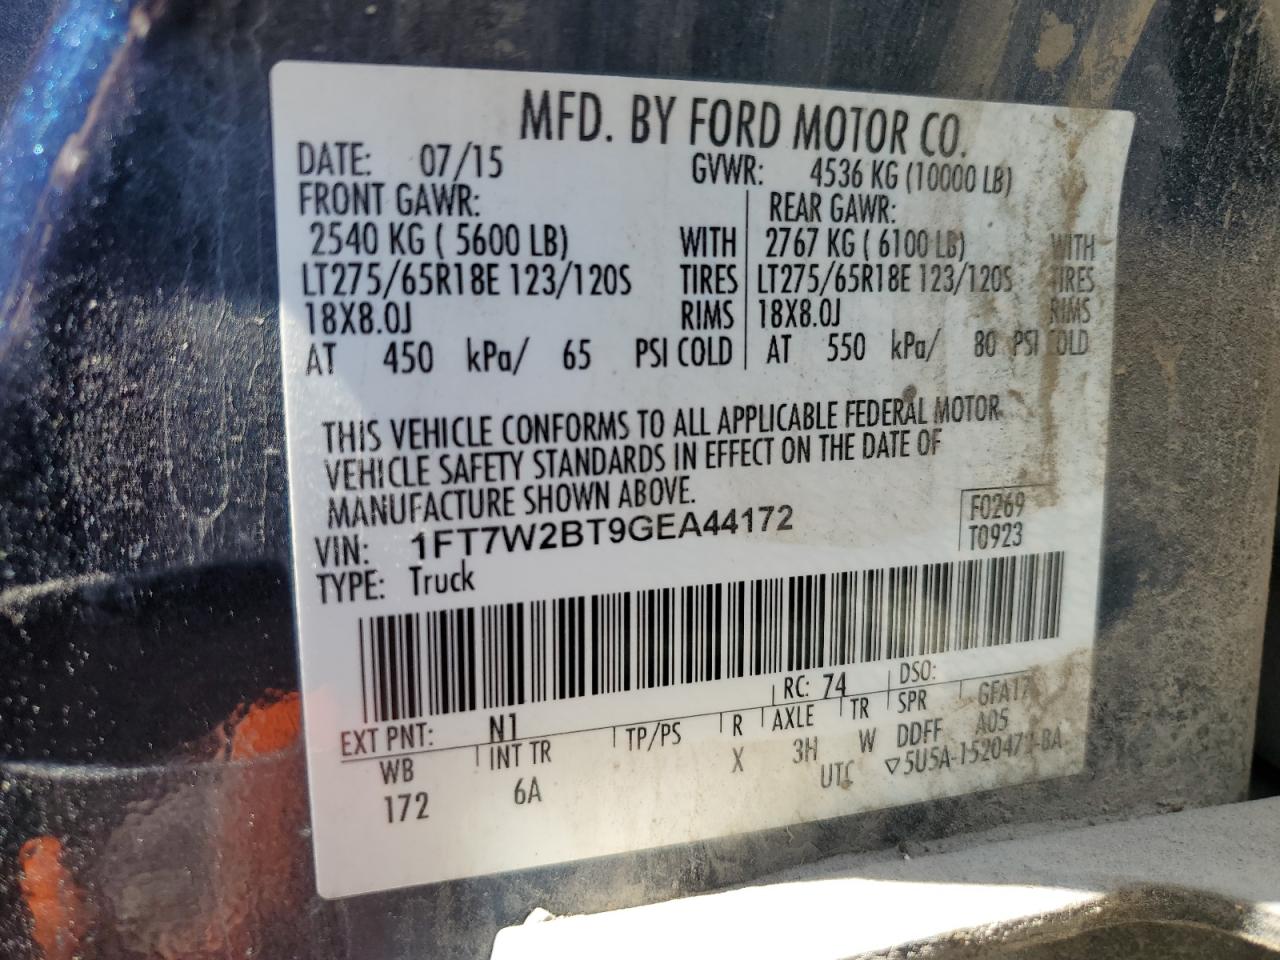 MFD. BY FORD MOTOR CO.
DATE: 07/15 GVWR: 4536 KG (10000 LB)
FRONT GAWR: REAR GAWR:
2540 KG ( 5600 LB) WITH 2767 KG ( 6100 LB) WITH
LT275/65R18E 123/120S TIRES LT275/65R18E 123/120S TIRES
18X8.0J RIMS 18X8.0J RIMS
AT 450 kPa/ 65 PSI COLD AT 550 kPa/ 80 PSI COLD
THIS VEHICLE CONFORMS TO ALL APPLICABLE FEDERAL MOTOR
VEHICLE SAFETY STANDARDS IN EFFECT ON THE DATE OF
MANUFACTURE SHOWN ABOVE.
VIN: 1FT7W2BT9GEA44172 F0269
TYPE: Truck T0923
EXT PNT: N1 RC: 74 DSO:
WB INT TR TP/PS R AXLE TR SPR GFA17
172 6A X 3H W DDFF A05
UTC